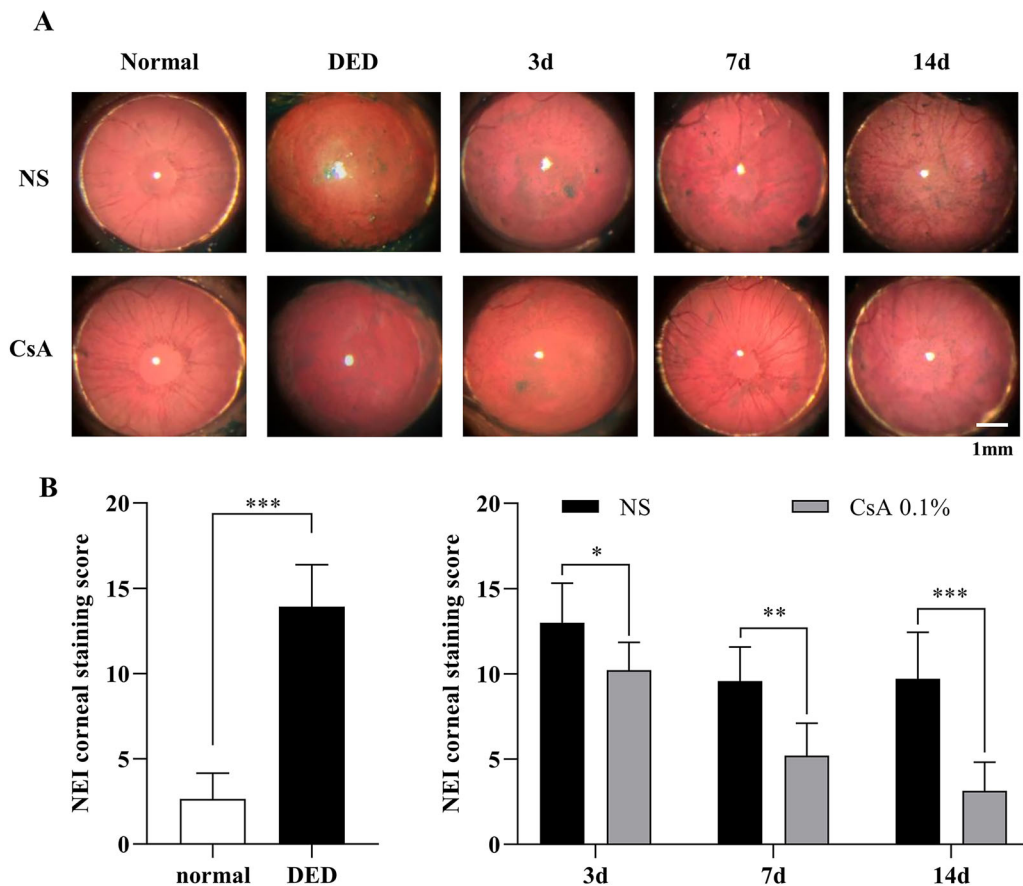 A
Normal DED 3d 7d 14d
NS
CsA
1mm
B
NEI corneal staining score
20
15
10
5
0
***
normal DED
NEI corneal staining score
20
15
10
5
0
NS CsA 0.1%
* ** ***
3d 7d 14d